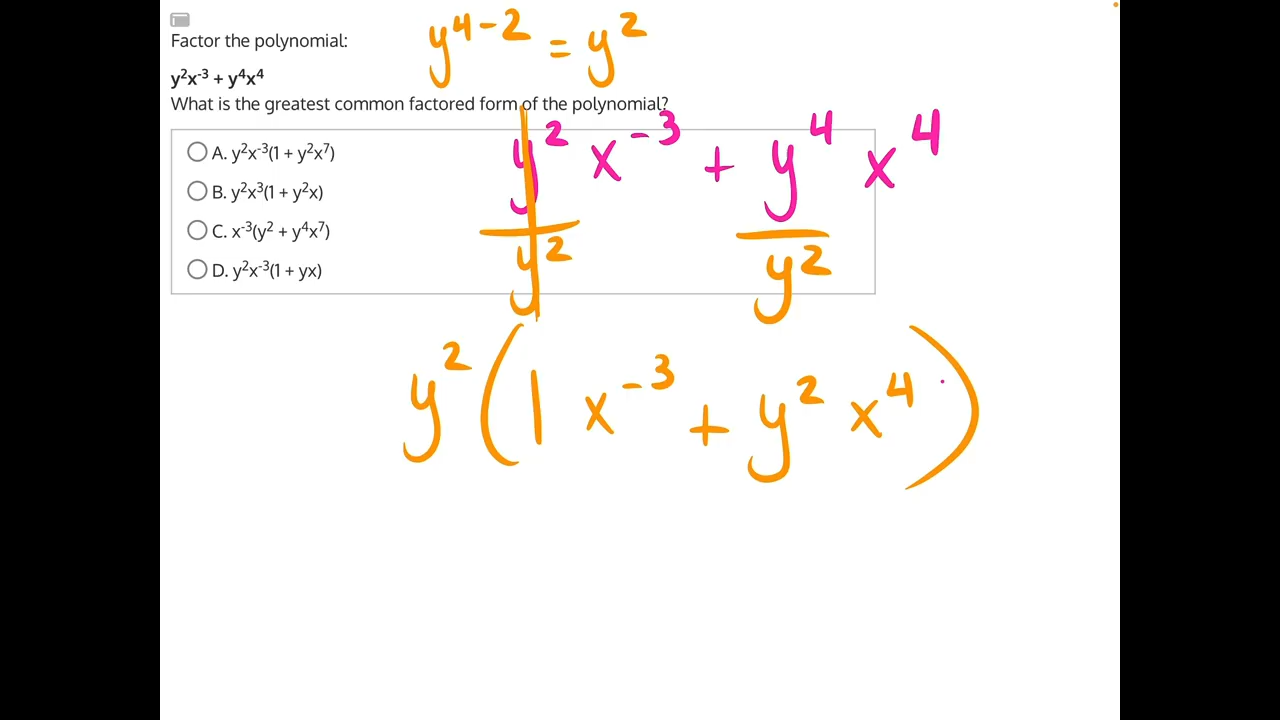 Factor the polynomial:
y⁴⁻² = y²
y²x⁻³ + y⁴x⁴
What is the greatest common factored form of the polynomial?
A. y²x⁻³(1 + y²x⁷)
B. y²x³(1 + y²x)
C. x⁻³(y² + y⁴x⁷)
D. y²x⁻³(1 + yx)
y² x⁻³ + y⁴ x⁴
y² y²
y² (1 x⁻³ + y² x⁴)